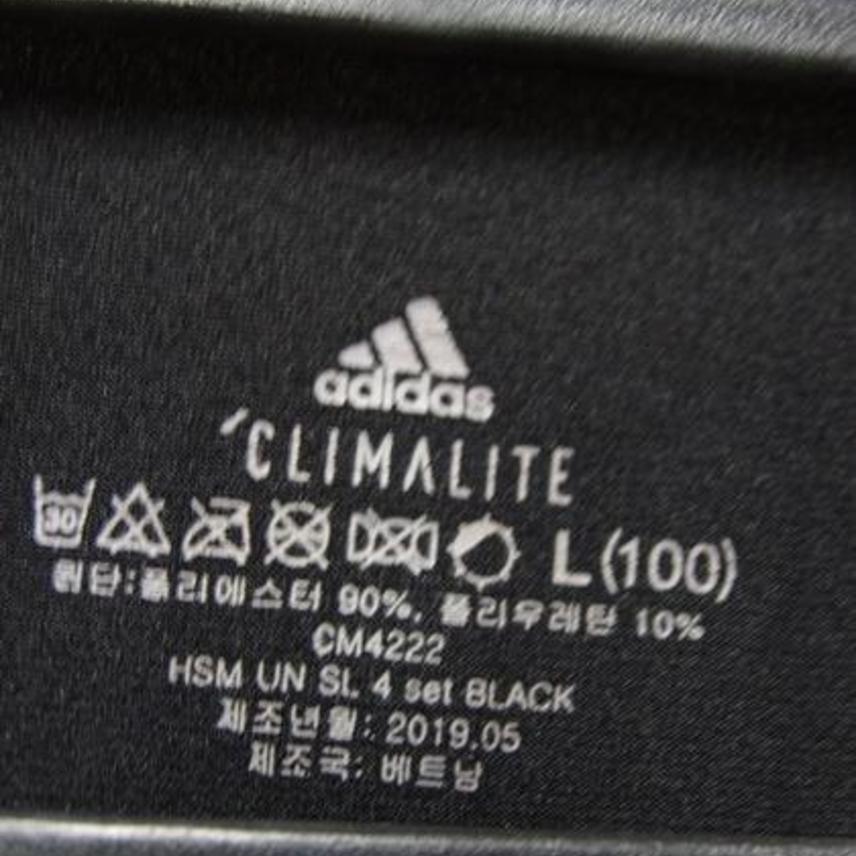 adidas
CLIMALITE
30 L(100)
원단:폴리에스터 90%, 폴리우레탄 10%
CM4222
HSM UN SL 4 set BLACK
제조년월: 2019.05
제조국: 베트남